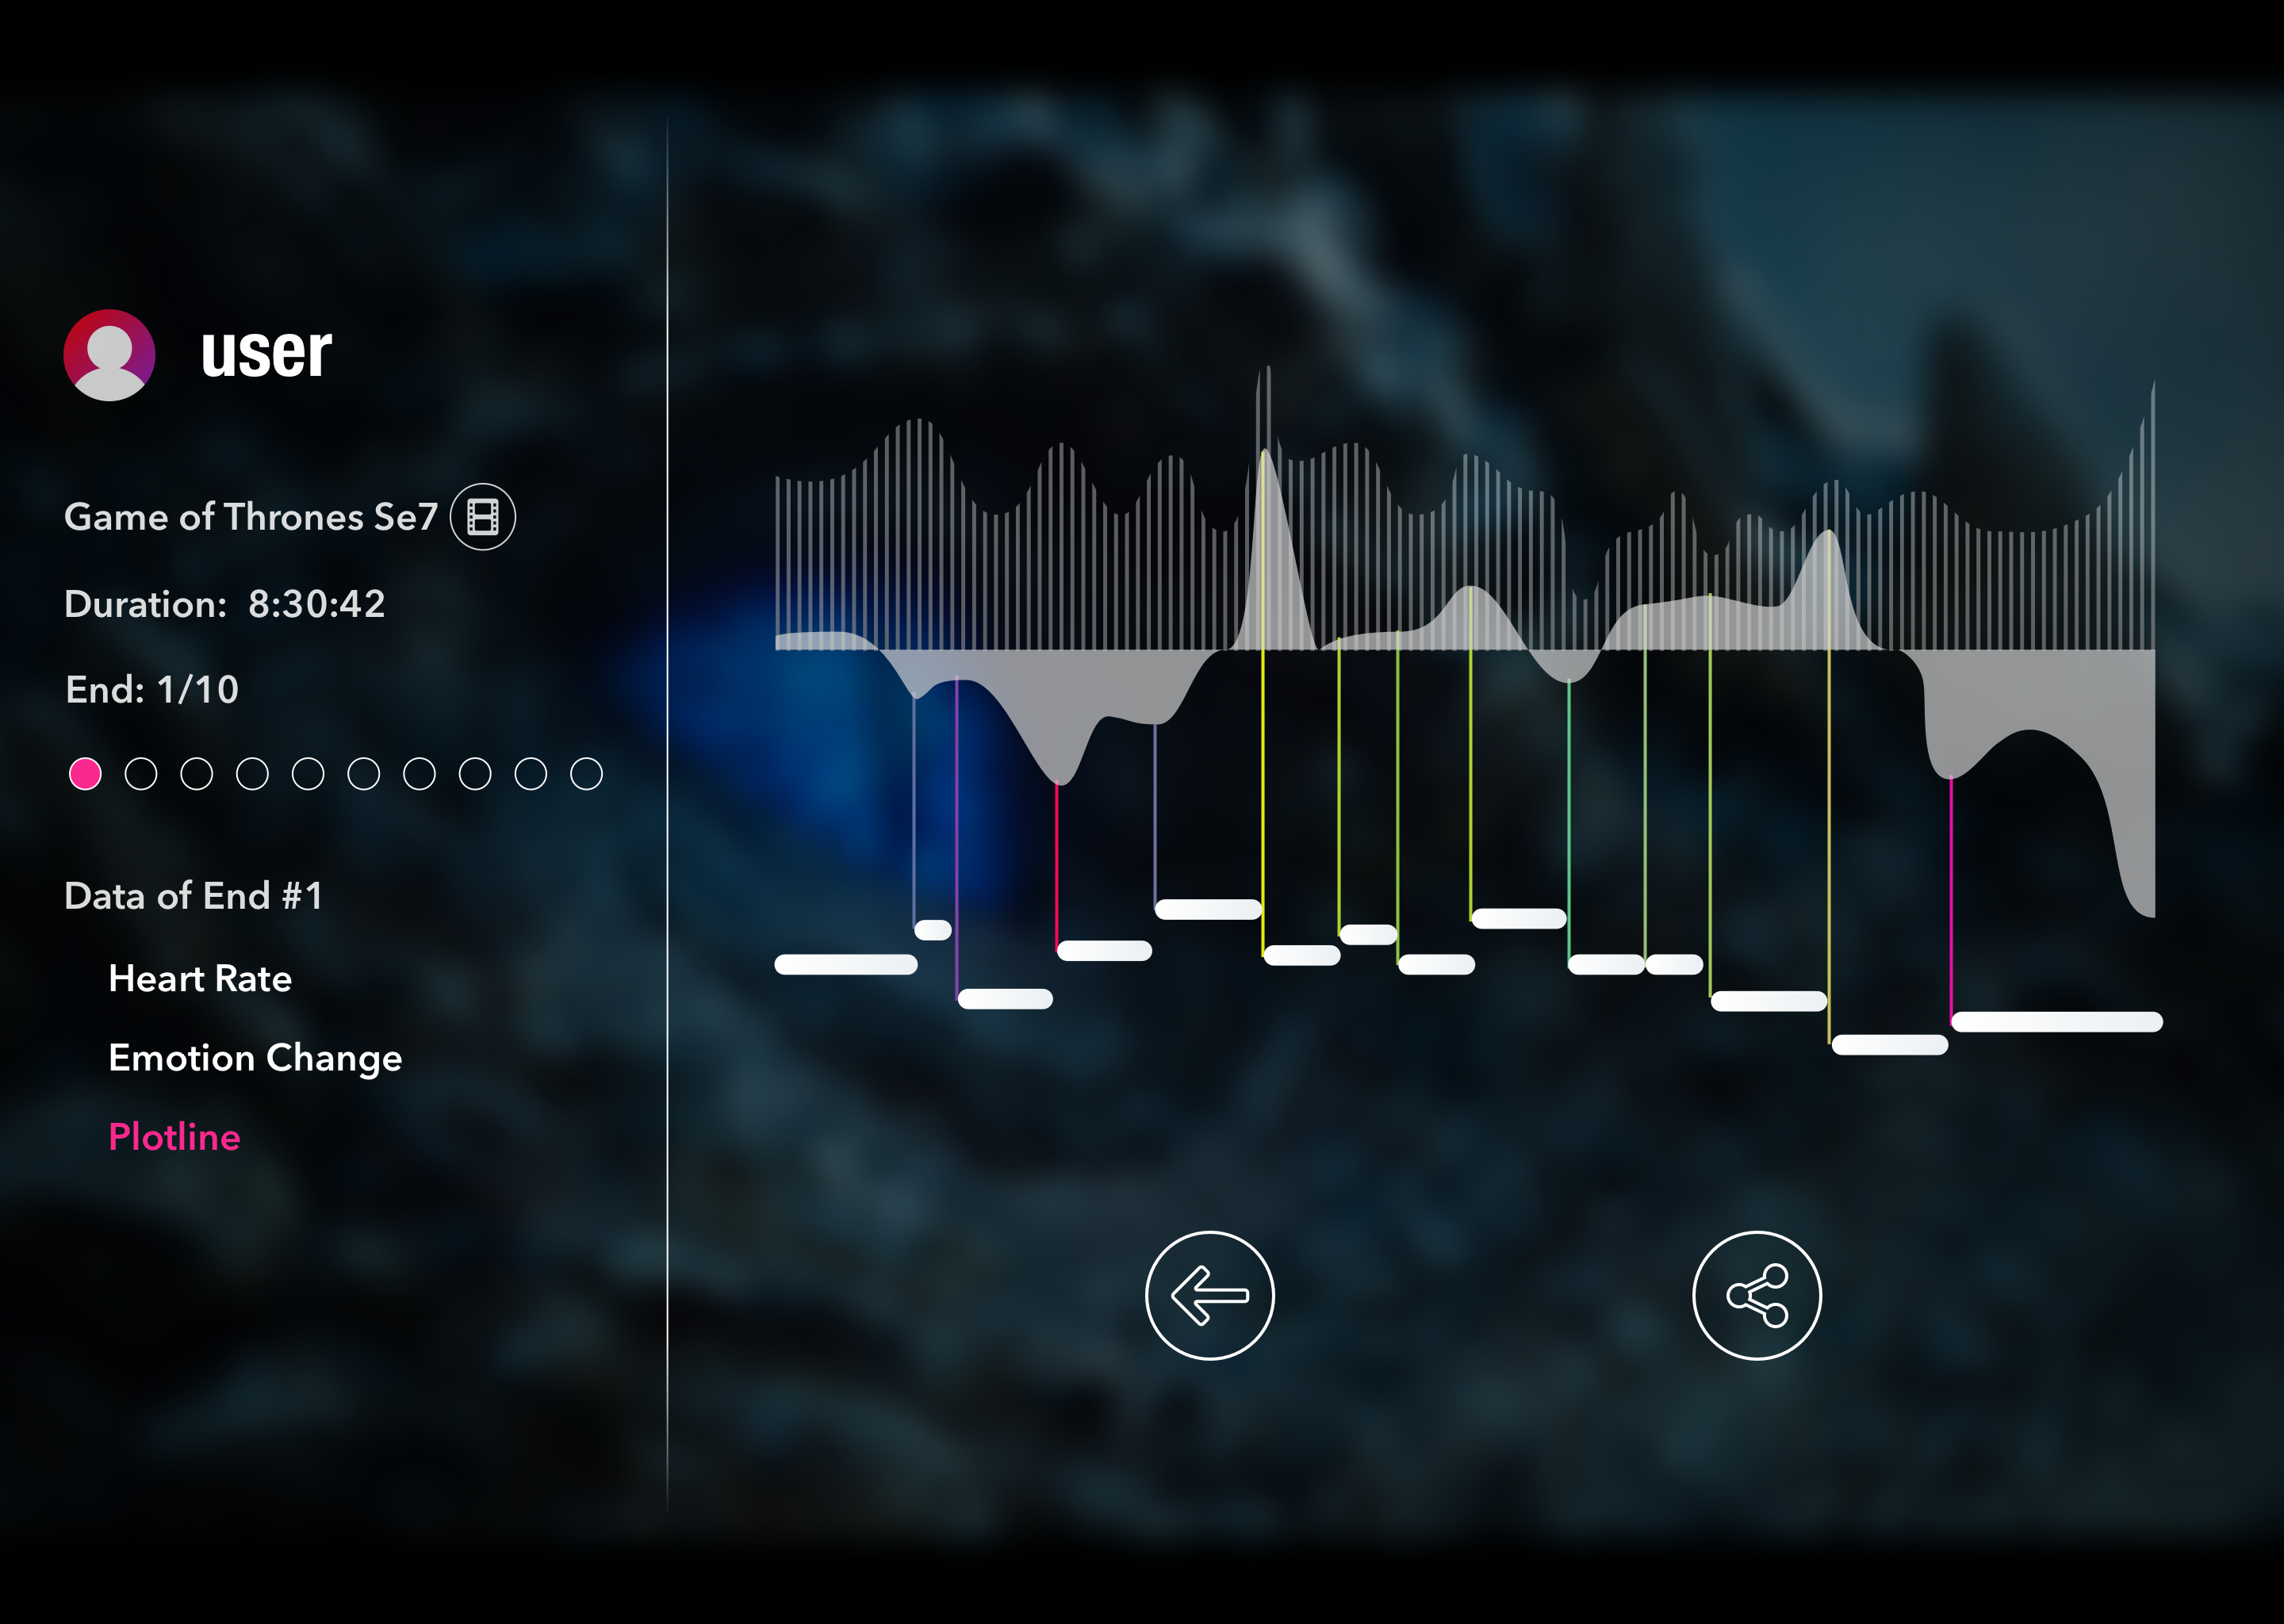 user
Game of Thrones Se7
Duration: 8:30:42
End: 1/10
Data of End #1
Heart Rate
Emotion Change
Plotline